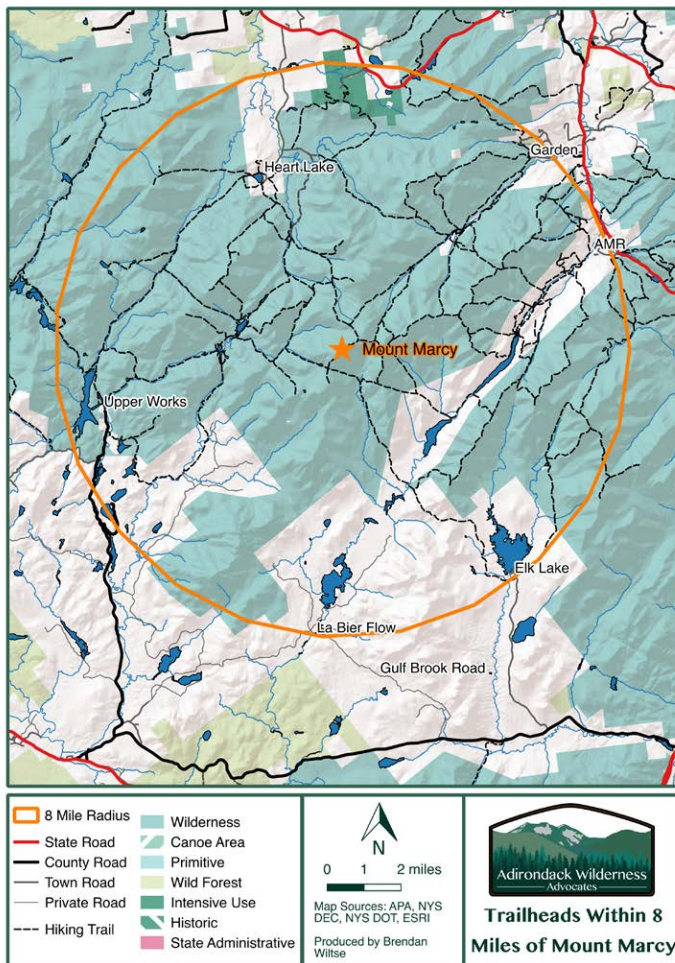 Garden
Heart Lake
AMR
Mount Marcy
Upper Works
Elk Lake
La Bier Flow
Gulf Brook Road
8 Mile Radius
State Road
County Road
Town Road
Private Road
Hiking Trail
Wilderness
Canoe Area
Primitive
Wild Forest
Intensive Use
Historic
State Administrative
N
0 1 2 miles
Map Sources: APA, NYS
DEC, NYS DOT, ESRI
Produced by Brendan
Wiltse
Adirondack Wilderness
Advocates
Trailheads Within 8
Miles of Mount Marcy